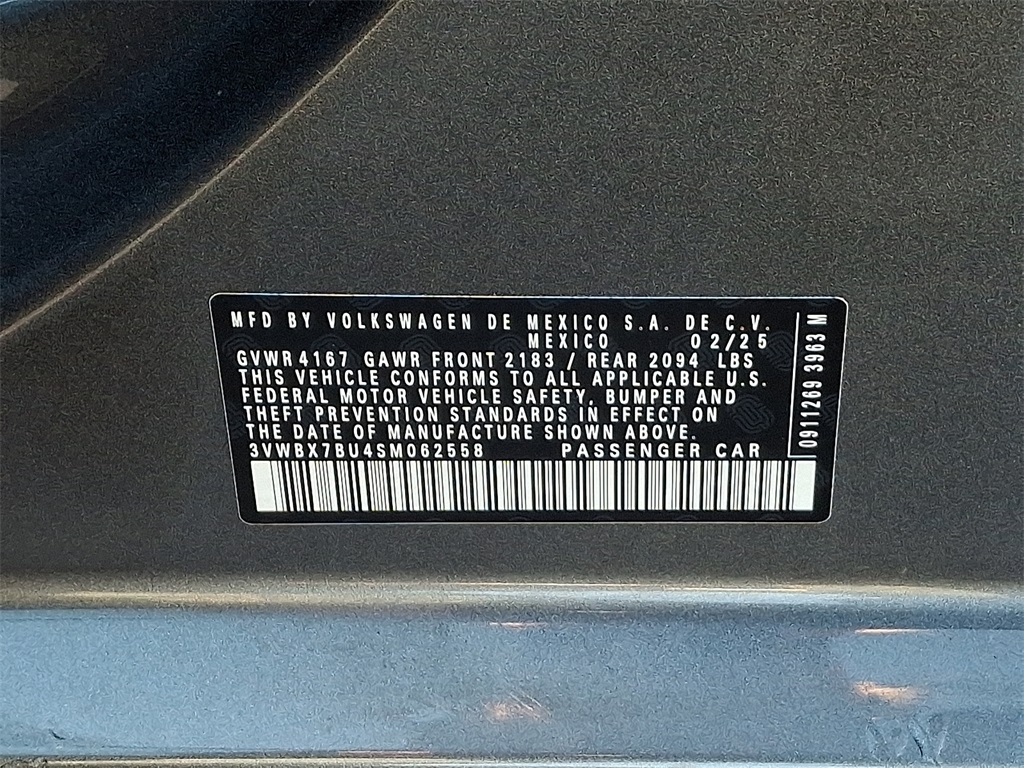 MFD BY VOLKSWAGEN DE MEXICO S.A. DE C.V.
MEXICO 02/25
GVWR 4167 GAWR FRONT 2183 / REAR 2094 LBS
THIS VEHICLE CONFORMS TO ALL APPLICABLE U.S.
FEDERAL MOTOR VEHICLE SAFETY, BUMPER AND
THEFT PREVENTION STANDARDS IN EFFECT ON
THE DATE OF MANUFACTURE SHOWN ABOVE.
3VWBX7BU4SM062558 PASSENGER CAR
0911269 3963 M